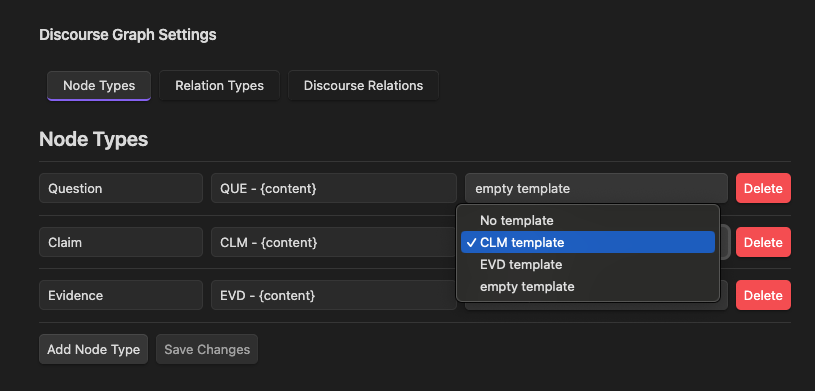 Discourse Graph Settings
Node Types Relation Types Discourse Relations
Node Types
Question QUE - {content} empty template Delete
No template
Claim CLM - {content} ✓ CLM template Delete
EVD template
Evidence EVD - {content} empty template Delete
Add Node Type Save Changes